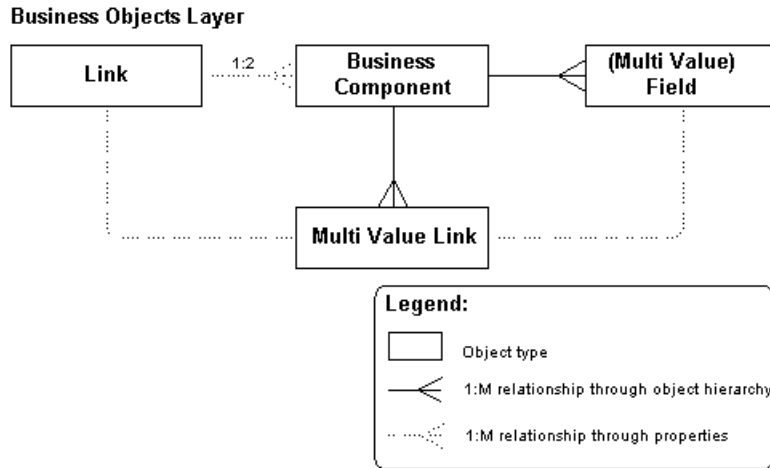 Business Objects Layer
Link
1:2
Business
Component
(Multi Value)
Field
Multi Value Link
Legend:
Object type
1:M relationship through object hierarchy
1:M relationship through properties